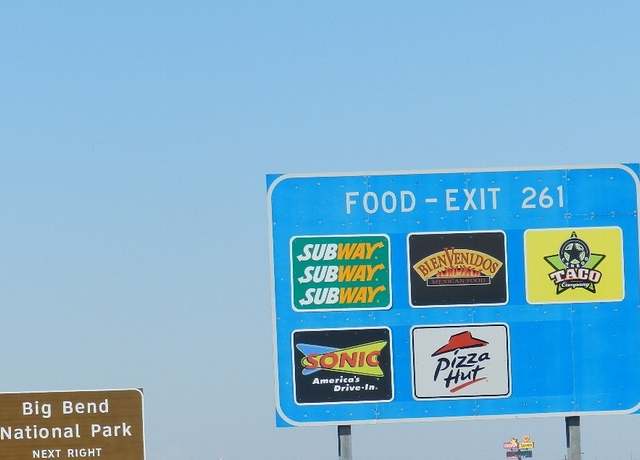 FOOD - EXIT 261
SUBWAY
SUBWAY
SUBWAY
BIENVENIDOS
MEXICAN FOOD
TACO
Company
SONIC
America's
Drive-In.
Pizza
Hut
Big Bend
National Park
NEXT RIGHT